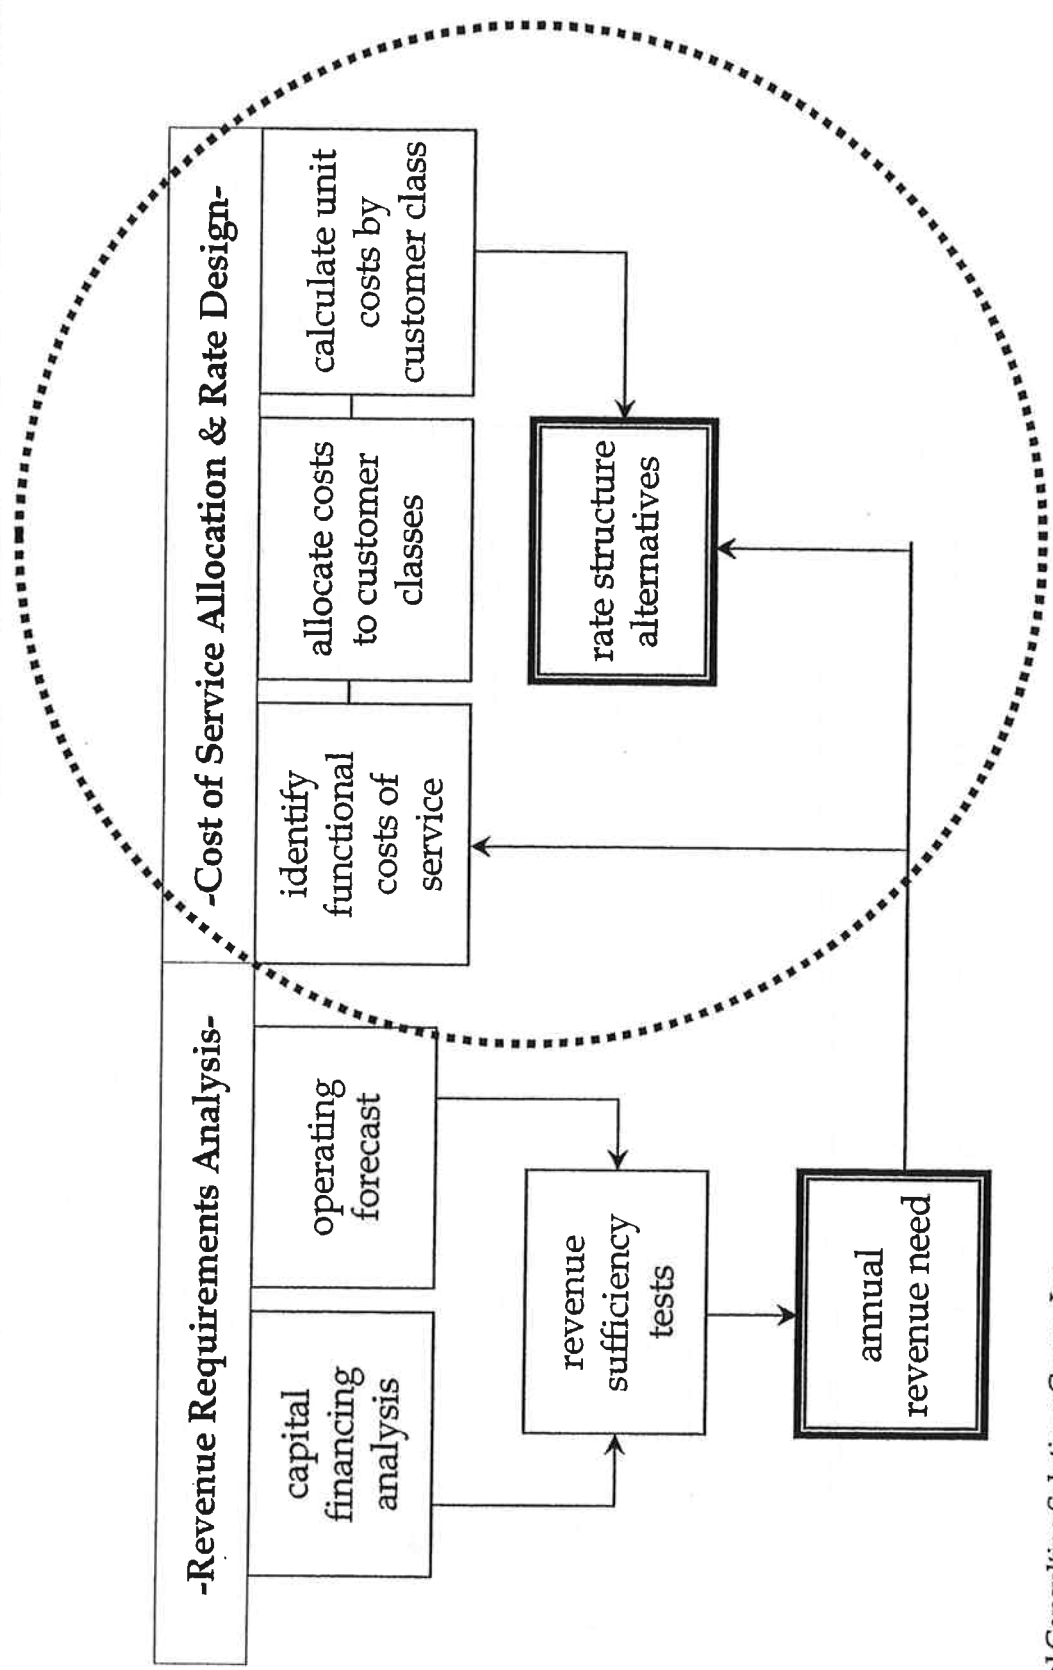 -Revenue Requirements Analysis-
-Cost of Service Allocation & Rate Design-
capital
financing
analysis
operating
forecast
identify
functional
costs of
service
allocate costs
to customer
classes
calculate unit
costs by
customer class
revenue
sufficiency
tests
rate structure
alternatives
annual
revenue need